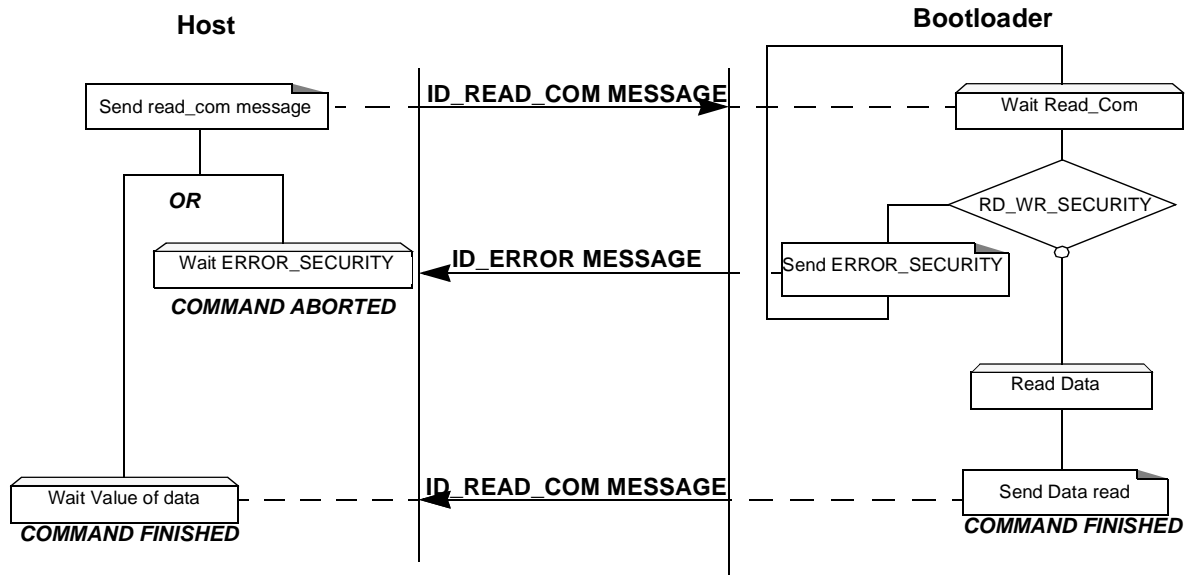 Host
Bootloader
Send read_com message
ID_READ_COM MESSAGE
Wait Read_Com
OR
RD_WR_SECURITY
Wait ERROR_SECURITY
ID_ERROR MESSAGE
Send ERROR_SECURITY
COMMAND ABORTED
Read Data
Wait Value of data
ID_READ_COM MESSAGE
Send Data read
COMMAND FINISHED
COMMAND FINISHED